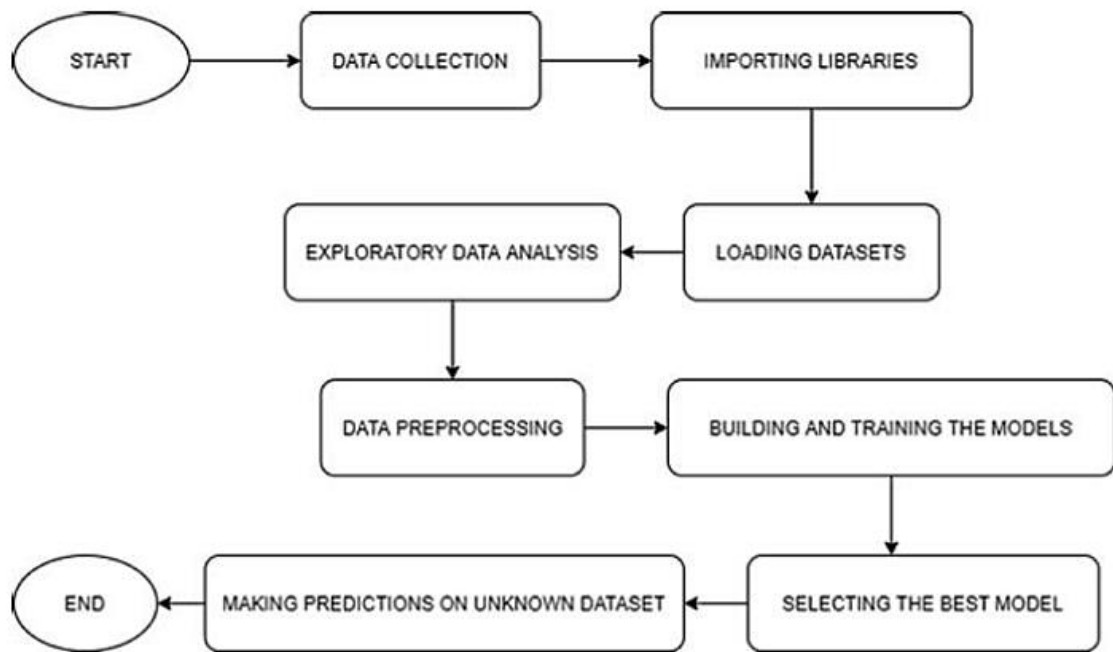 START
DATA COLLECTION
IMPORTING LIBRARIES
LOADING DATASETS
EXPLORATORY DATA ANALYSIS
DATA PREPROCESSING
BUILDING AND TRAINING THE MODELS
SELECTING THE BEST MODEL
MAKING PREDICTIONS ON UNKNOWN DATASET
END